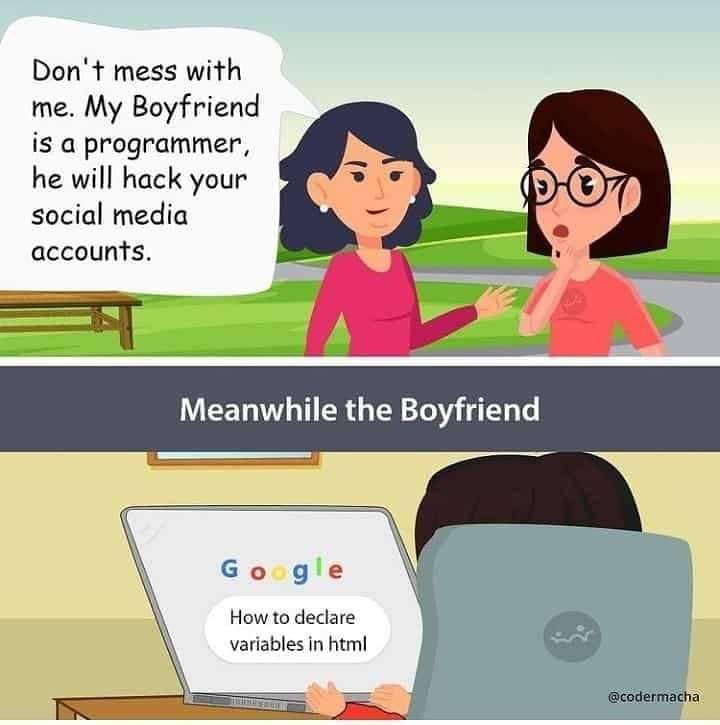 Don't mess with
me. My Boyfriend
is a programmer,
he will hack your
social media
accounts.
Meanwhile the Boyfriend
Google
How to declare
variables in html
@codermacha